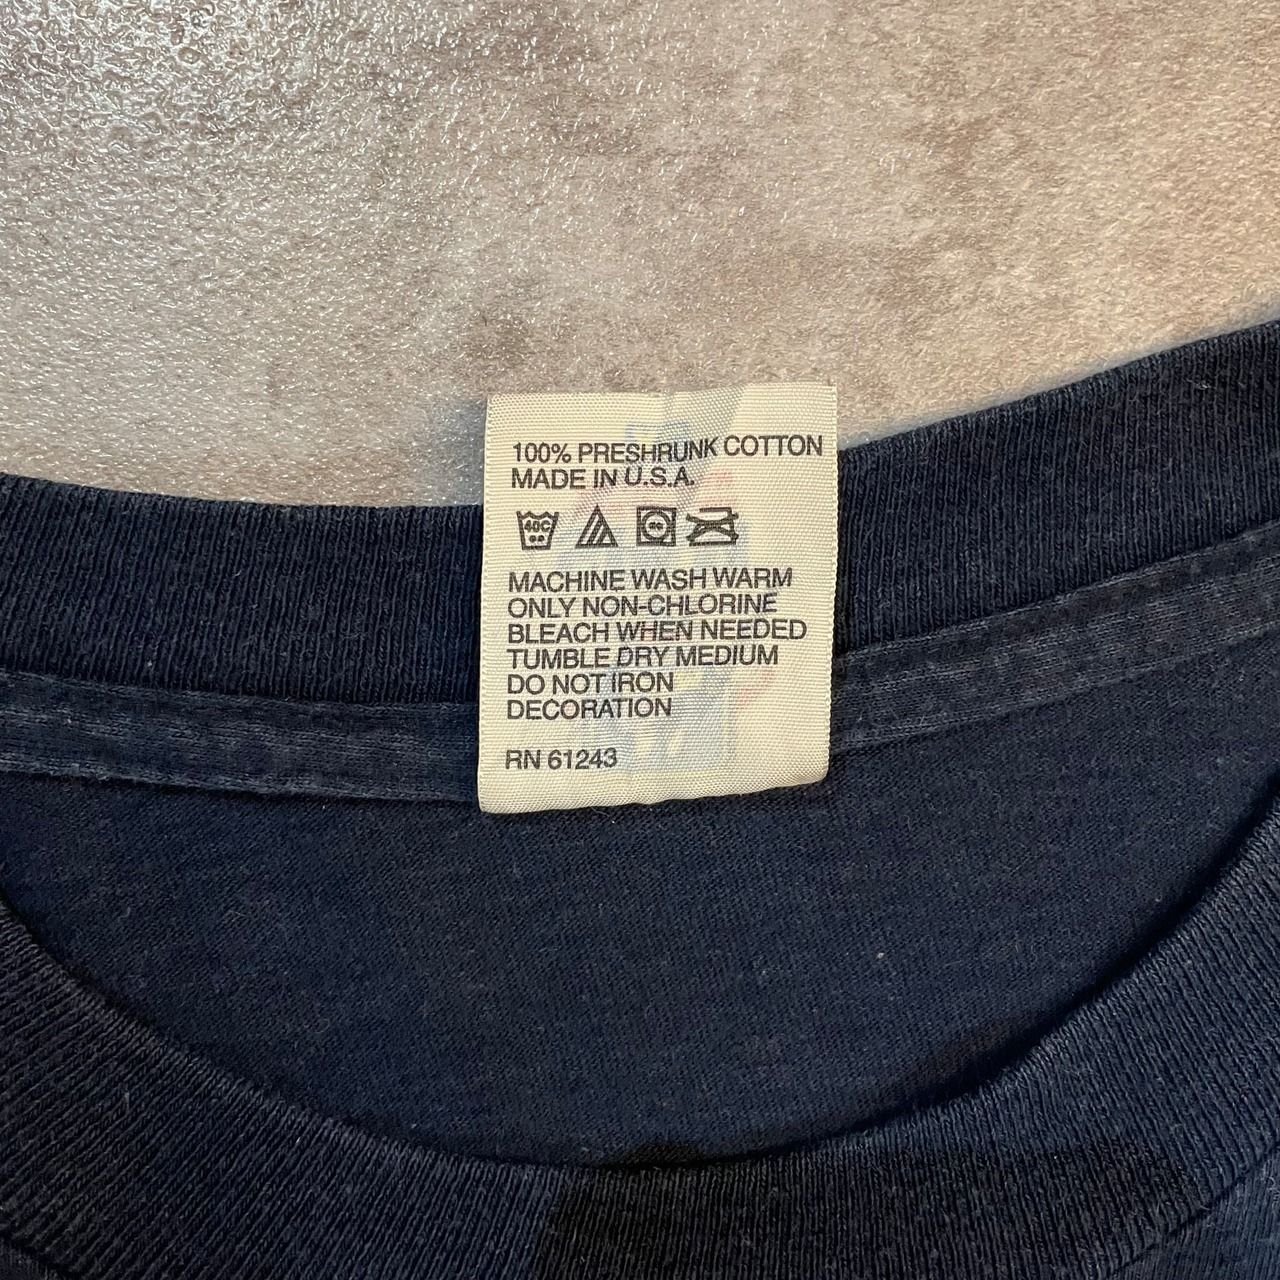 100% PRESHRUNK COTTON
MADE IN U.S.A.
40C
MACHINE WASH WARM
ONLY NON-CHLORINE
BLEACH WHEN NEEDED
TUMBLE DRY MEDIUM
DO NOT IRON
DECORATION
RN 61243